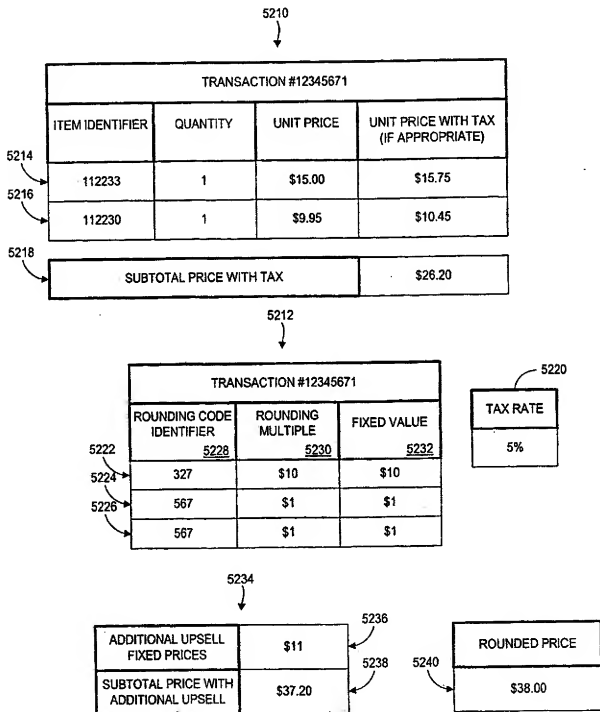 5210
TRANSACTION #12345671
ITEM IDENTIFIER QUANTITY UNIT PRICE UNIT PRICE WITH TAX
(IF APPROPRIATE)
5214
112233 1 $15.00 $15.75
5216
112230 1 $9.95 $10.45
5218
SUBTOTAL PRICE WITH TAX $26.20
5212
TRANSACTION #12345671
5220
TAX RATE
5%
ROUNDING CODE ROUNDING FIXED VALUE
IDENTIFIER MULTIPLE
5228 5230 5232
5222
327 $10 $10
5224
567 $1 $1
5226
567 $1 $1
5234
5236
ADDITIONAL UPSELL $11
FIXED PRICES
5238
SUBTOTAL PRICE WITH $37.20
ADDITIONAL UPSELL
ROUNDED PRICE
5240
$38.00